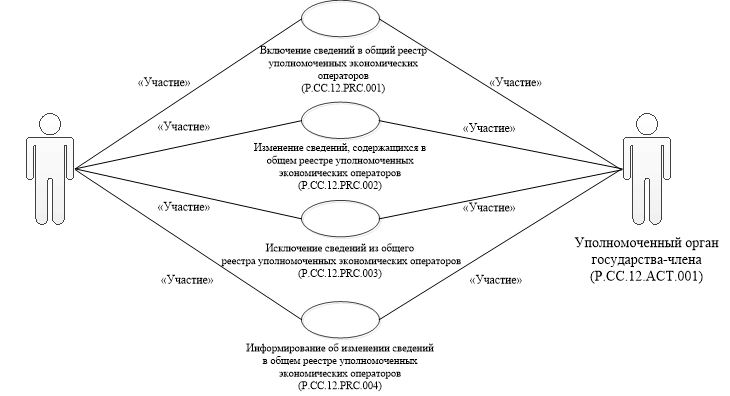 Включение сведений в общий реестр
уполномоченных экономических
операторов
(P.CC.12.PRC.001)
«Участие»
«Участие»
«Участие»
«Участие»
Изменение сведений, содержащихся в
общем реестре уполномоченных
экономических операторов
(P.CC.12.PRC.002)
«Участие»
«Участие»
Исключение сведений из общего
реестра уполномоченных экономических операторов
(P.CC.12.PRC.003)
Уполномоченный орган
государства-члена
(P.CC.12.ACT.001)
«Участие»
«Участие»
Информирование об изменении сведений
в общем реестре уполномоченных
экономических операторов
(P.CC.12.PRC.004)